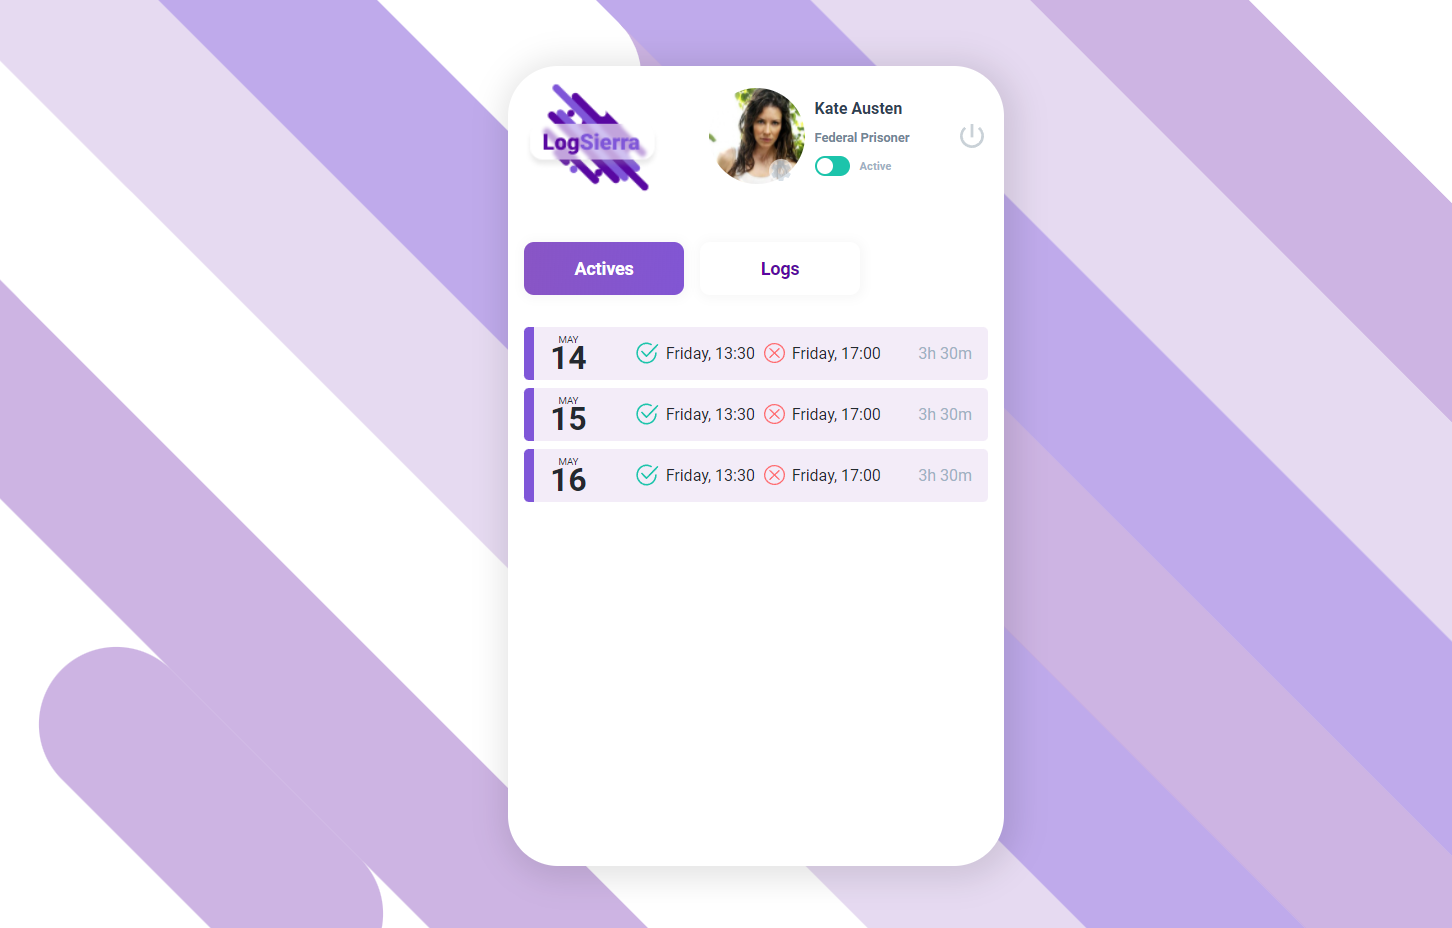 LogSierra
Kate Austen
Federal Prisoner
Active
Actives
Logs
MAY
14
Friday, 13:30
Friday, 17:00
3h 30m
MAY
15
Friday, 13:30
Friday, 17:00
3h 30m
MAY
16
Friday, 13:30
Friday, 17:00
3h 30m